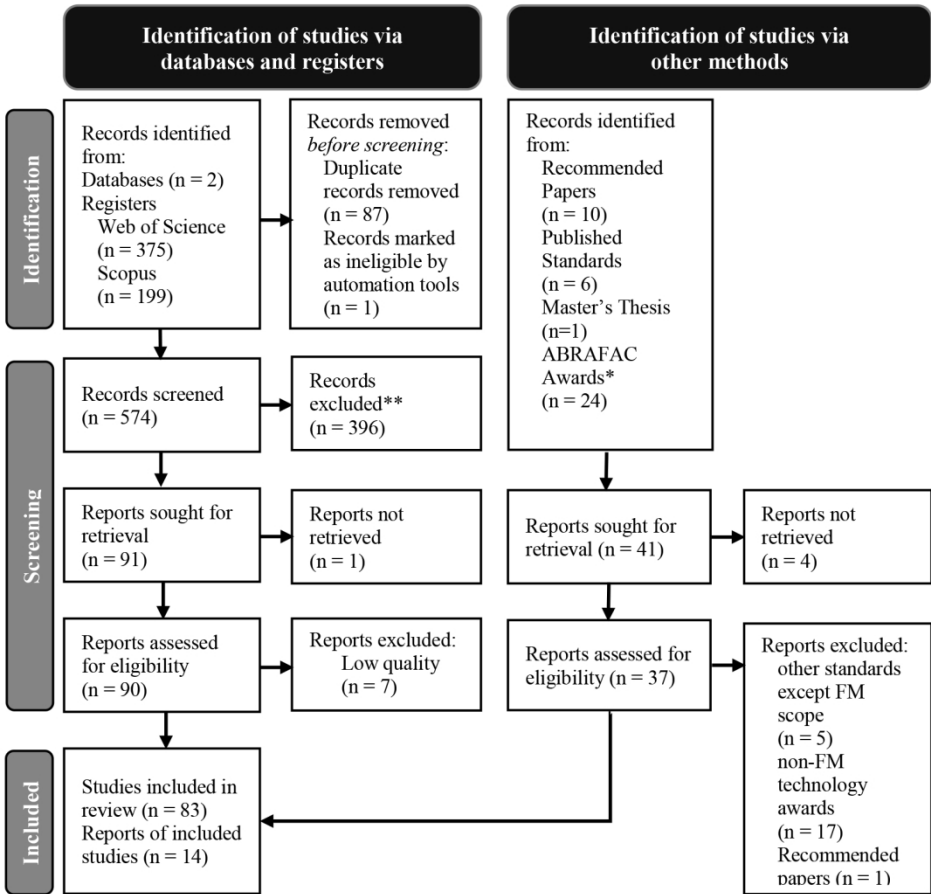 Identification of studies via
databases and registers
Identification of studies via
other methods
Identification
Records identified
from:
Databases (n = 2)
Registers
Web of Science
(n = 375)
Scopus
(n = 199)
Records removed
before screening:
Duplicate
records removed
(n = 87)
Records marked
as ineligible by
automation tools
(n = 1)
Records identified
from:
Recommended
Papers
(n = 10)
Published
Standards
(n = 6)
Master's Thesis
(n=1)
ABRAFAC
Awards*
(n = 24)
Screening
Records screened
(n = 574)
Records
excluded**
(n = 396)
Reports sought for
retrieval
(n = 91)
Reports not
retrieved
(n = 1)
Reports sought for
retrieval (n = 41)
Reports not
retrieved
(n = 4)
Reports assessed
for eligibility
(n = 90)
Reports excluded:
Low quality
(n = 7)
Reports assessed for
eligibility (n = 37)
Reports excluded:
other standards
except FM
scope
(n = 5)
non-FM
technology
awards
(n = 17)
Recommended
papers (n = 1)
Included
Studies included in
review (n = 83)
Reports of included
studies (n = 14)